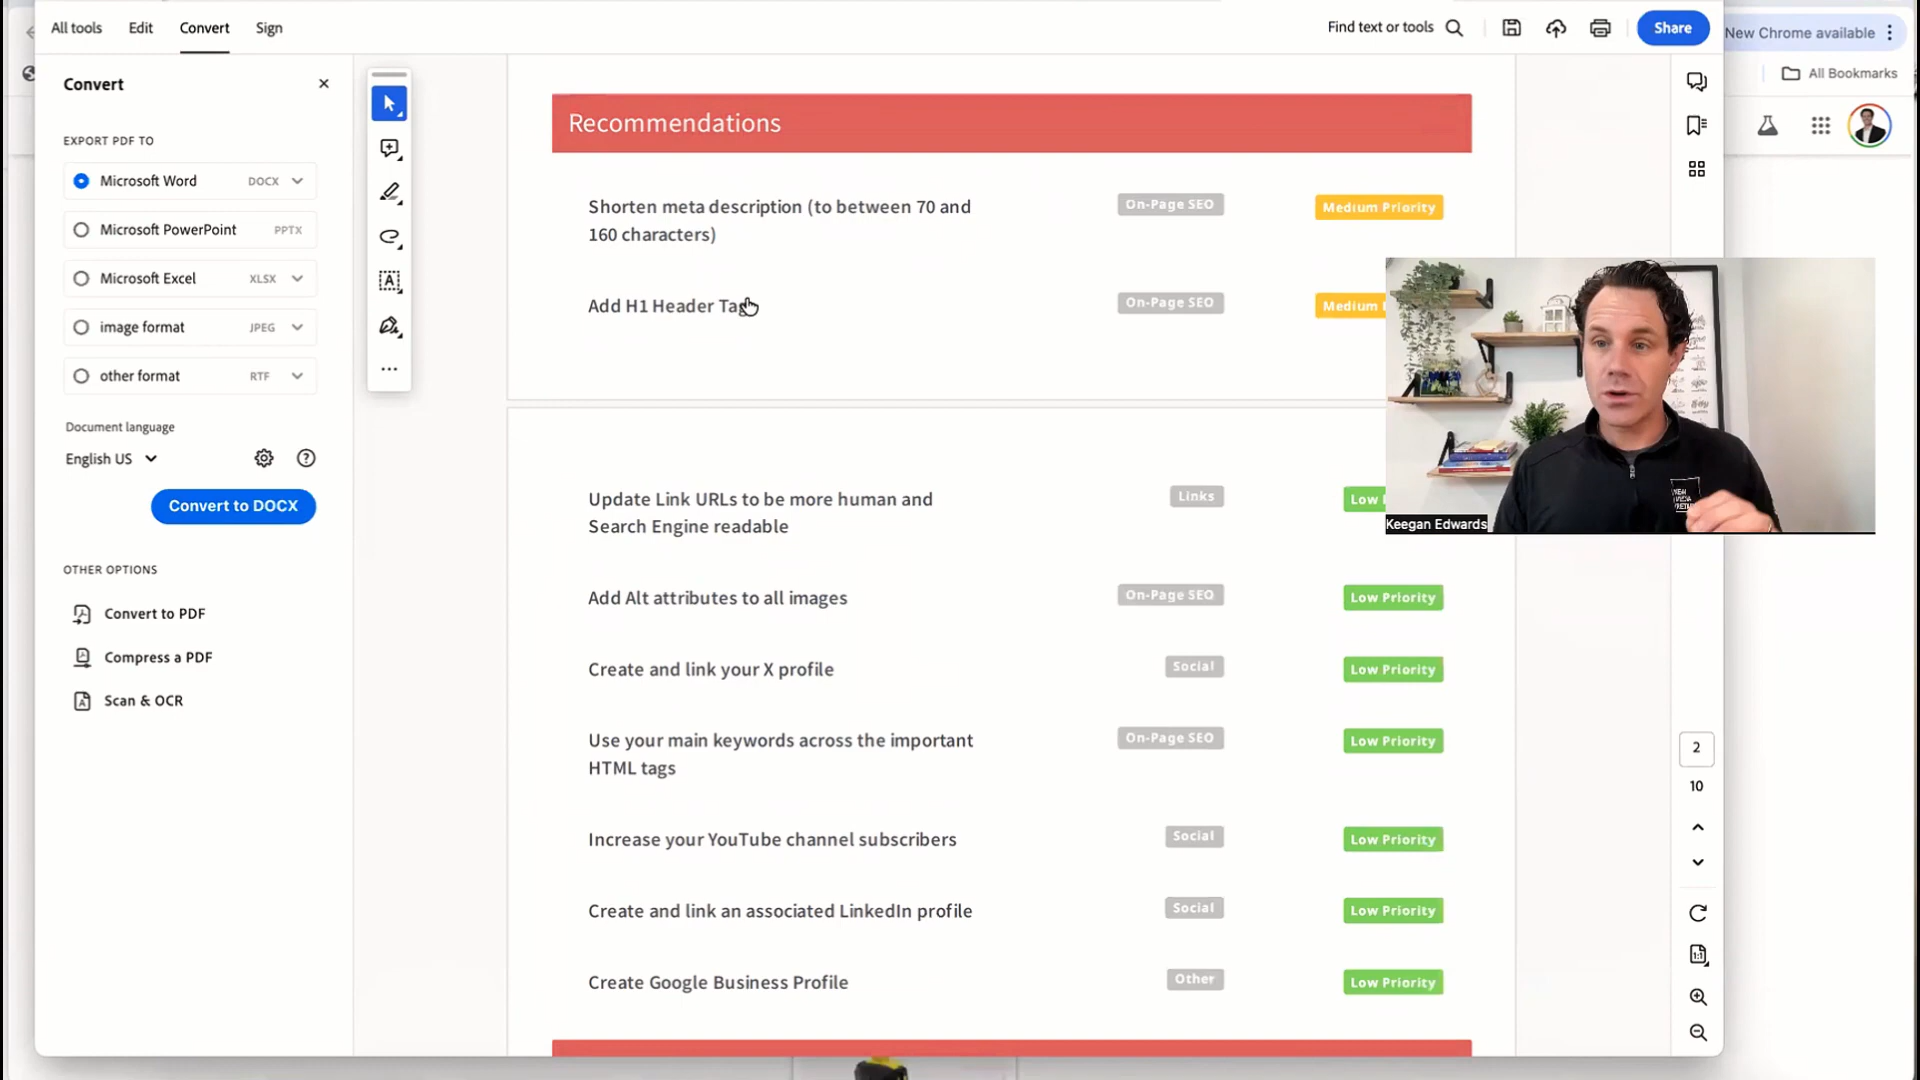 All tools
Edit
Convert
Sign
Find text or tools
Share
New Chrome available
All Bookmarks
Convert
EXPORT PDF TO
Microsoft Word DOCX
Microsoft PowerPoint PPTX
Microsoft Excel XLSX
image format JPEG
other format RTF
Document language
English US
Convert to DOCX
OTHER OPTIONS
Convert to PDF
Compress a PDF
Scan & OCR
Recommendations
Shorten meta description (to between 70 and
160 characters)
On-Page SEO
Medium Priority
Add H1 Header Tag
On-Page SEO
Medium
Update Link URLs to be more human and
Search Engine readable
Links
Low
Add Alt attributes to all images
On-Page SEO
Low Priority
Create and link your X profile
Social
Low Priority
Use your main keywords across the important
HTML tags
On-Page SEO
Low Priority
Increase your YouTube channel subscribers
Social
Low Priority
Create and link an associated LinkedIn profile
Social
Low Priority
Create Google Business Profile
Other
Low Priority
Keegan Edwards
2
10
1:1